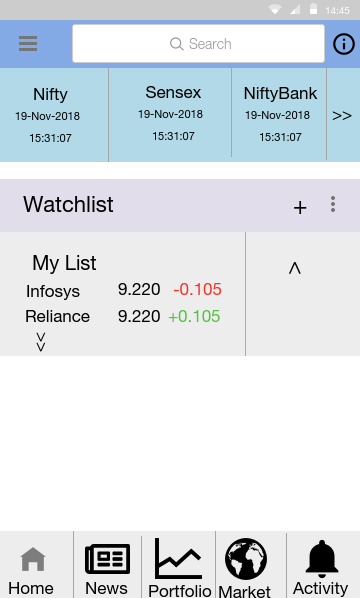 14:45
Search
Nifty Sensex NiftyBank
19-Nov-2018 19-Nov-2018 19-Nov-2018 >>
15:31:07 15:31:07 15:31:07
Watchlist +
My List
Infosys 9.220 -0.105
Reliance 9.220 +0.105
Home News Portfolio Market Activity